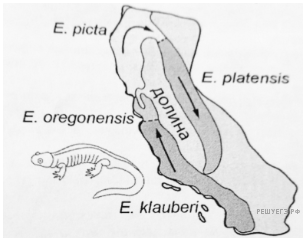 E. picta
E. platensis
долина
E. oregonensis
E. klauberi
РЕШУЕГЭ.РФ